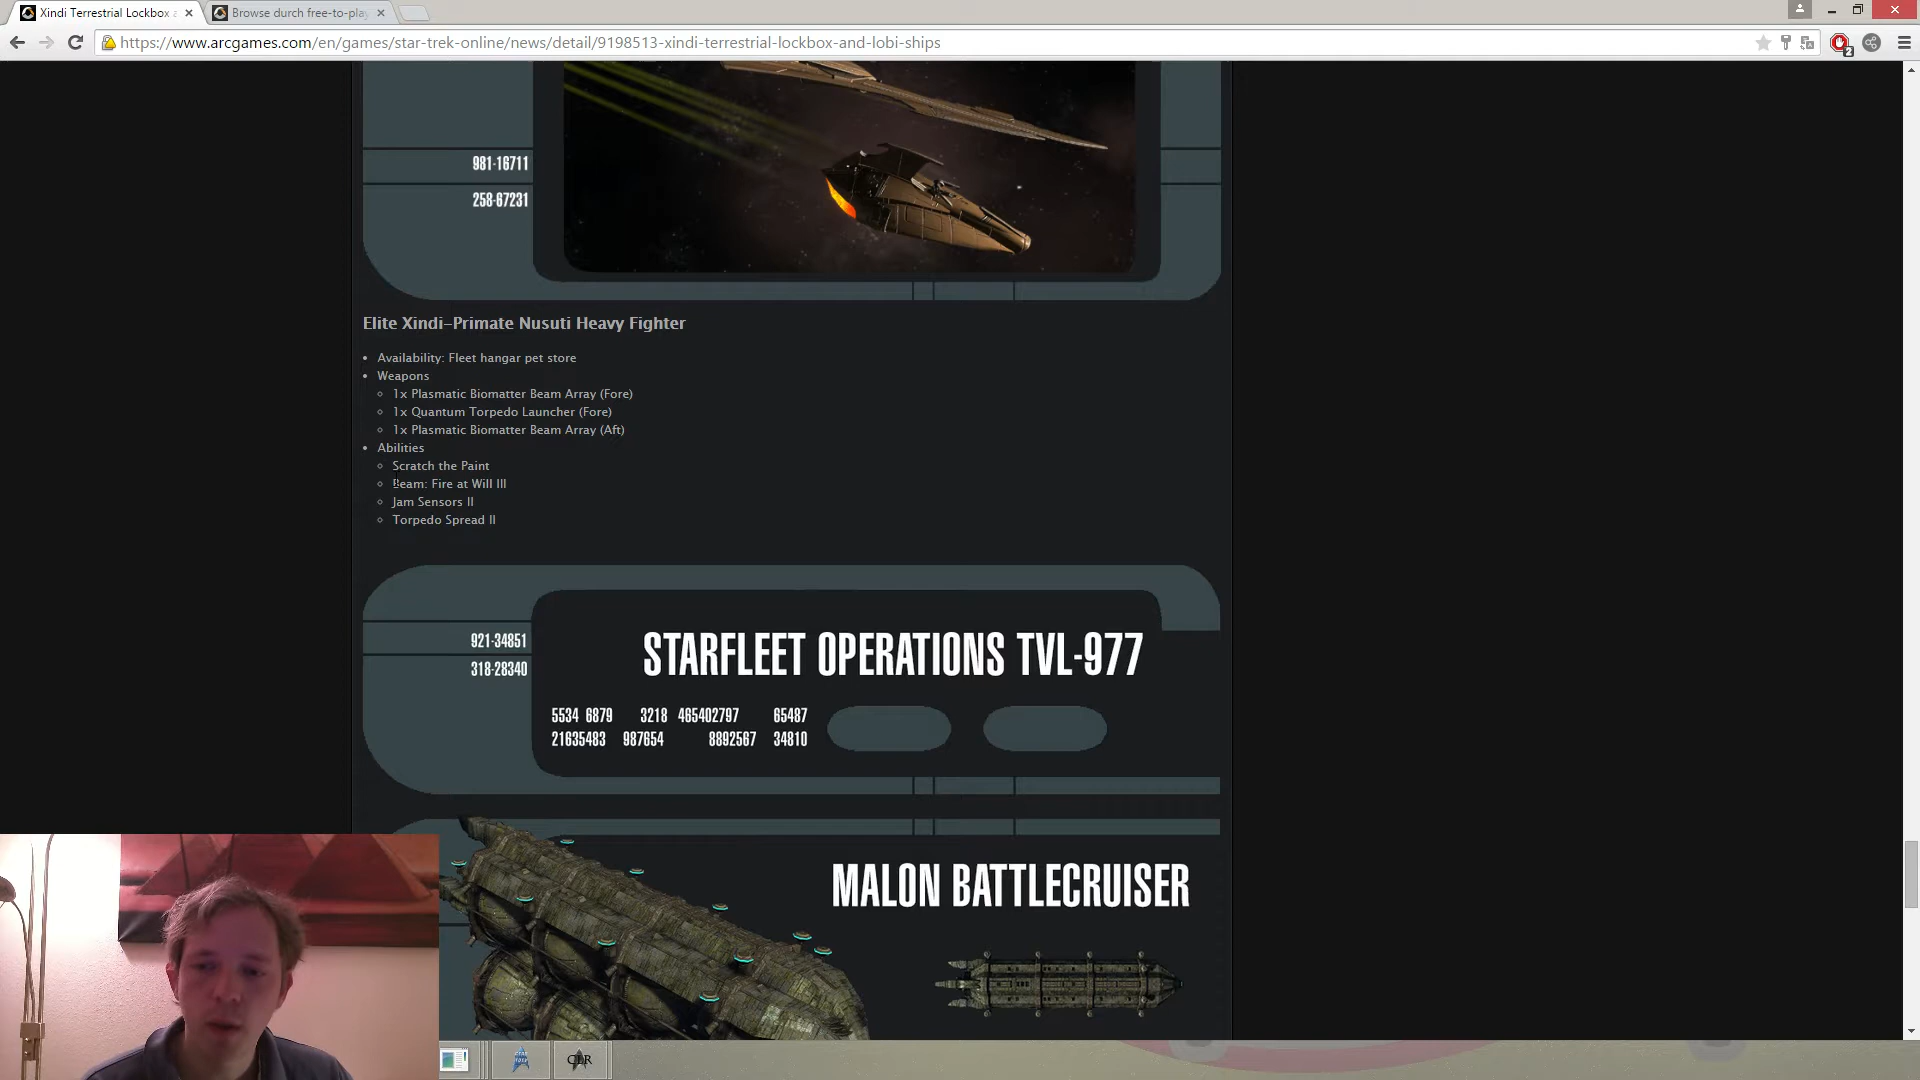 Xindi Terrestrial Lockbox a
Browse durch free-to-pla
https://www.arcgames.com/en/games/star-trek-online/news/detail/9198513-xindi-terrestrial-lockbox-and-lobi-ships
2
981-16711
258-67231
Elite Xindi-Primate Nusuti Heavy Fighter
• Availability: Fleet hangar pet store
• Weapons
1x Plasmatic Biomatter Beam Array (Fore)
1x Quantum Torpedo Launcher (Fore)
1x Plasmatic Biomatter Beam Array (Aft)
• Abilities
Scratch the Paint
Beam: Fire at Will III
Jam Sensors II
Torpedo Spread II
921-34851
318-28340
STARFLEET OPERATIONS TVL-977
5534 6879 3218 465402797 65487
21635483 987654 8892567 34810
MALON BATTLECRUISER
CLR